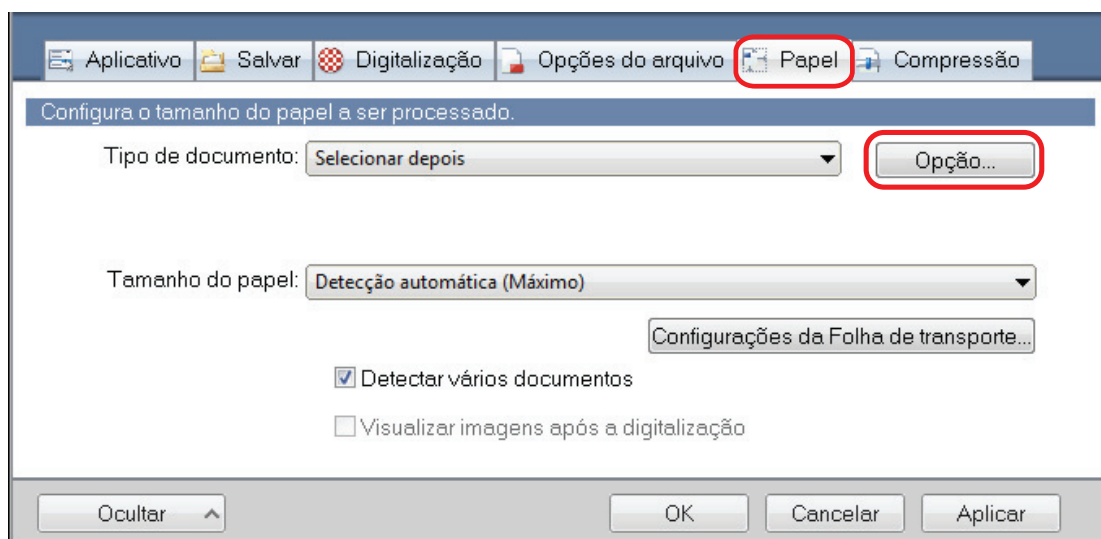 Aplicativo Salvar Digitalização Opções do arquivo Papel Compressão
Configura o tamanho do papel a ser processado.
Tipo de documento: Selecionar depois Opção...
Tamanho do papel: Detecção automática (Máximo)
Configurações da Folha de transporte...
Detectar vários documentos
Visualizar imagens após a digitalização
Ocultar OK Cancelar Aplicar